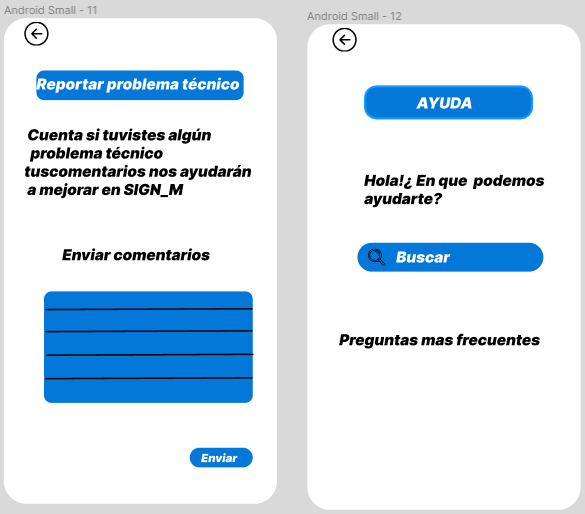 Android Small - 11
Reportar problema técnico
Cuenta si tuvistes algún
problema técnico
tuscomentarios nos ayudarán
a mejorar en SIGN_M
Enviar comentarios
Enviar
Android Small - 12
AYUDA
Hola!¿ En que podemos
ayudarte?
Buscar
Preguntas mas frecuentes